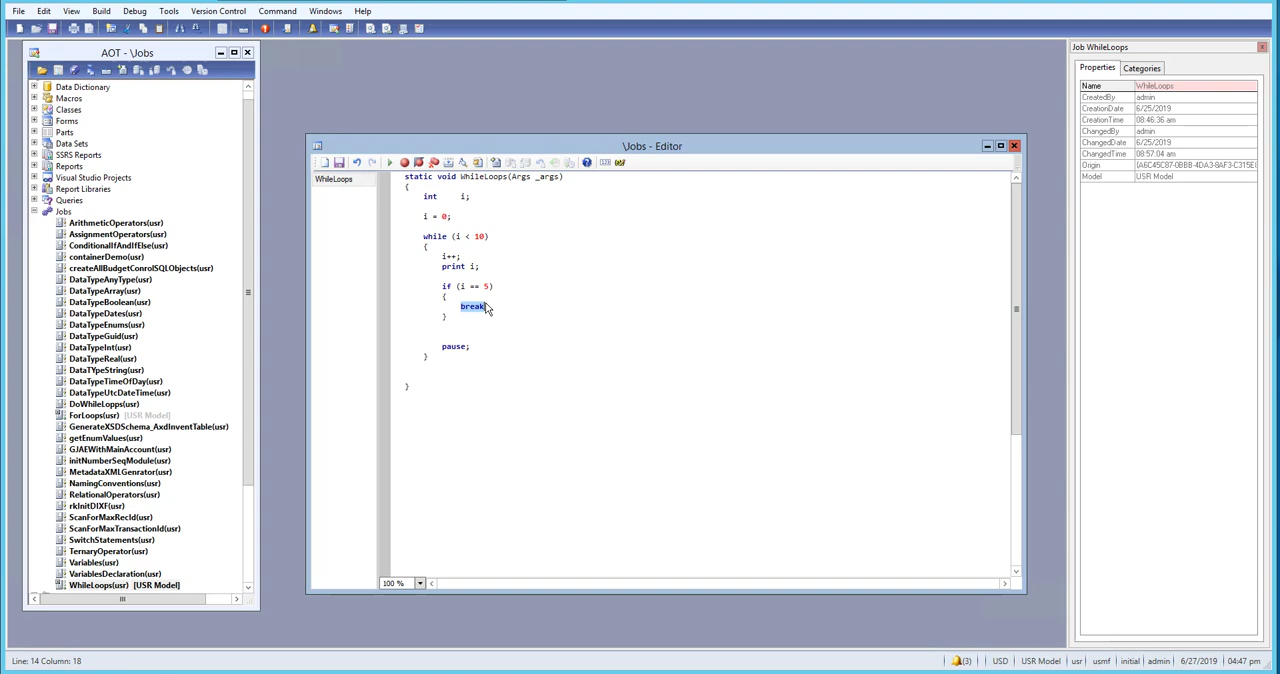 File Edit View Build Debug Tools Version Control Command Windows Help
AOT - \Jobs
Data Dictionary
Macros
Classes
Forms
Parts
Data Sets
SSRS Reports
Reports
Visual Studio Projects
Report Libraries
Queries
Jobs
ArithmeticOperators(usr)
AssignmentOperators(usr)
ConditionalIfAndIfElse(usr)
containerDemo(usr)
createAllBudgetConrolSQLObjects(usr)
DataTypeAnyType(usr)
DataTypeArray(usr)
DataTypeBoolean(usr)
DataTypeDates(usr)
DataTypeEnums(usr)
DataTypeGuid(usr)
DataTypeInt(usr)
DataTypeReal(usr)
DataTYpeString(usr)
DataTypeTimeOfDay(usr)
DataTypeUtcDateTime(usr)
DoWhileLopps(usr)
ForLoops(usr) [USR Model]
GenerateXSDSchema_AxdInventTable(usr)
getEnumValues(usr)
GJAEWithMainAccount(usr)
initNumberSeqModule(usr)
MetadataXMLGenrator(usr)
NamingConventions(usr)
RelationalOperators(usr)
rkInitDIXF(usr)
ScanForMaxRecId(usr)
ScanForMaxTransactionId(usr)
SwitchStatements(usr)
TernaryOperator(usr)
Variables(usr)
VariablesDeclaration(usr)
WhileLoops(usr) [USR Model]
\Jobs - Editor
WhileLoops
static void WhileLoops(Args _args)
{
int i;
i = 0;
while (i < 10)
{
i++;
print i;
if (i == 5)
{
break
}
pause;
}
}
100 %
Job WhileLoops
Properties Categories
Name WhileLoops
CreatedBy admin
CreationDate 6/25/2019
CreationTime 08:46:36 am
ChangedBy admin
ChangedDate 6/25/2019
ChangedTime 08:57:04 am
Origin
Model USR Model
Line: 14 Column: 18
(3) USD USR Model usr usmf initial admin 6/27/2019 04:47 pm